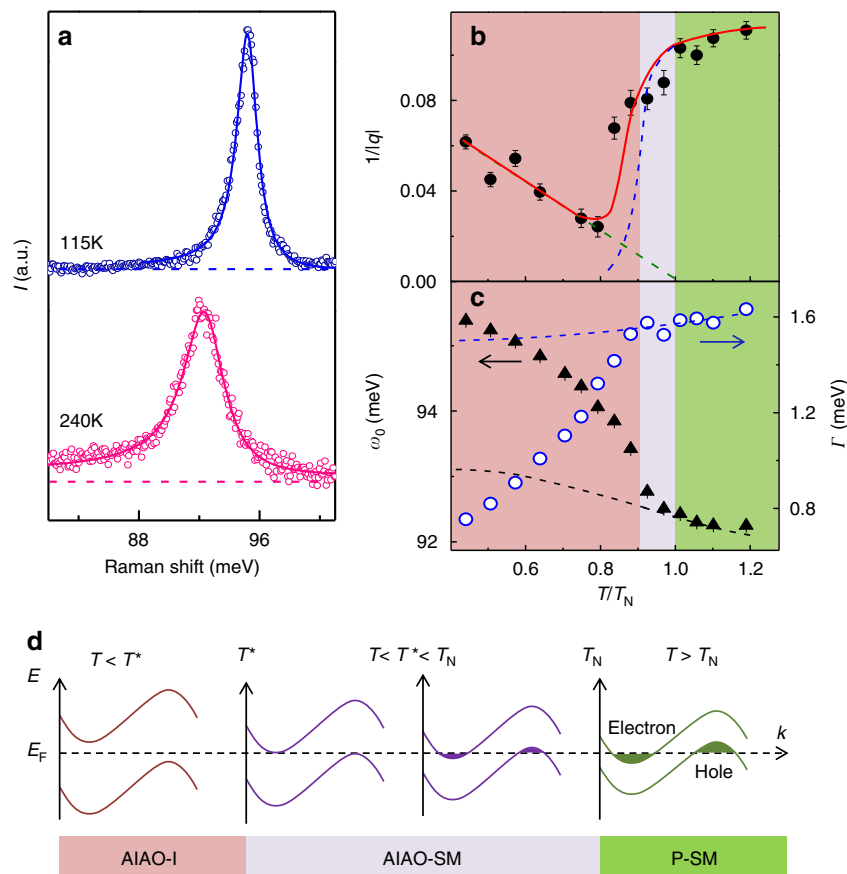 a
I (a.u.)
115K
240K
88
96
Raman shift (meV)
b
1/|q|
0.08
0.04
0.00
c
ω0 (meV)
94
92
1.6
1.2
0.8
Γ (meV)
0.6
0.8
1.0
1.2
T/TN
d
T < T*
T*
T < T* < TN
TN
T > TN
E
EF
Electron
Hole
k
AIAO-I
AIAO-SM
P-SM